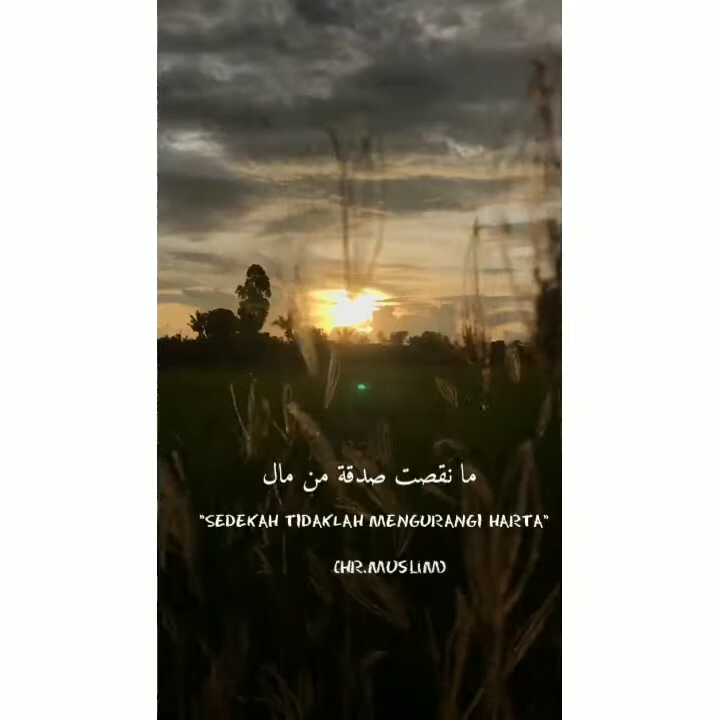 ما نقصت صدقة من مال
"SEDEKAH TIDAKLAH MENGURANGI HARTA"
(HR.MUSLIM)